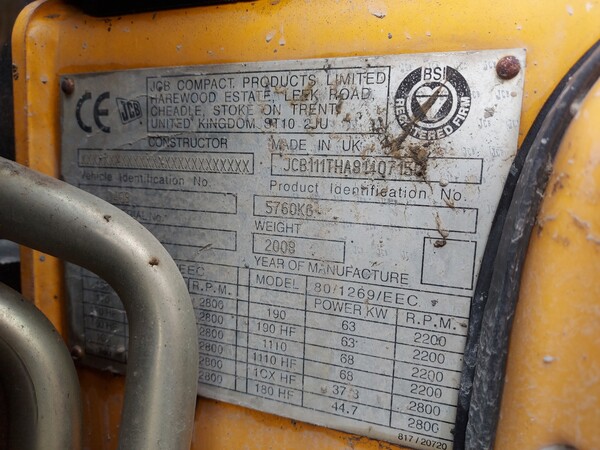 CE JCB
JCB COMPACT PRODUCTS LIMITED
HAREWOOD ESTATE, LEEK ROAD,
CHEADLE, STOKE ON TRENT,
UNITED KINGDOM, ST10 2JU
BSI
REGISTERED FIRM
CONSTRUCTOR MADE IN UK
Vehicle Identification No.
Product Identification No.
5760KG
WEIGHT
2008
YEAR OF MANUFACTURE
/EEC MODEL 80/1269/EEC
R.P.M. POWER KW R.P.M.
2800 190 63 2200
2800 190 HF 63 2200
2800 1110 68 2200
2800 1110 HF 68 2200
2800 1CX HF 37.3 2800
2800 180 HF 44.7 2800
817/20720